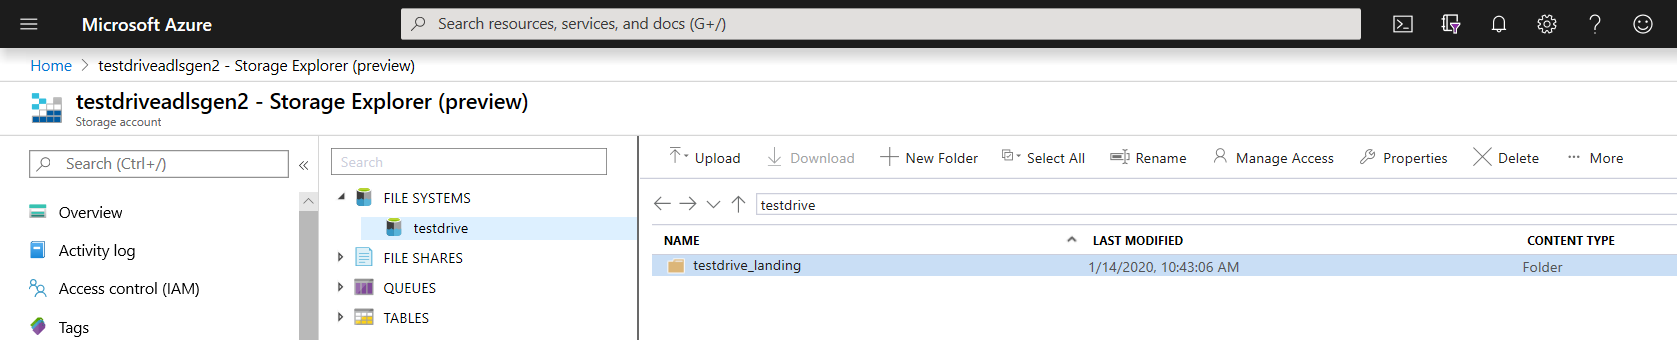 Microsoft Azure
Search resources, services, and docs (G+/)
Home > testdriveadlsgen2 - Storage Explorer (preview)
testdriveadlsgen2 - Storage Explorer (preview)
Storage account
Search (Ctrl+/)
«
Overview
Activity log
Access control (IAM)
Tags
Search
FILE SYSTEMS
testdrive
FILE SHARES
QUEUES
TABLES
Upload Download New Folder Select All Rename Manage Access Properties Delete ··· More
testdrive
NAME LAST MODIFIED CONTENT TYPE
testdrive_landing 1/14/2020, 10:43:06 AM Folder